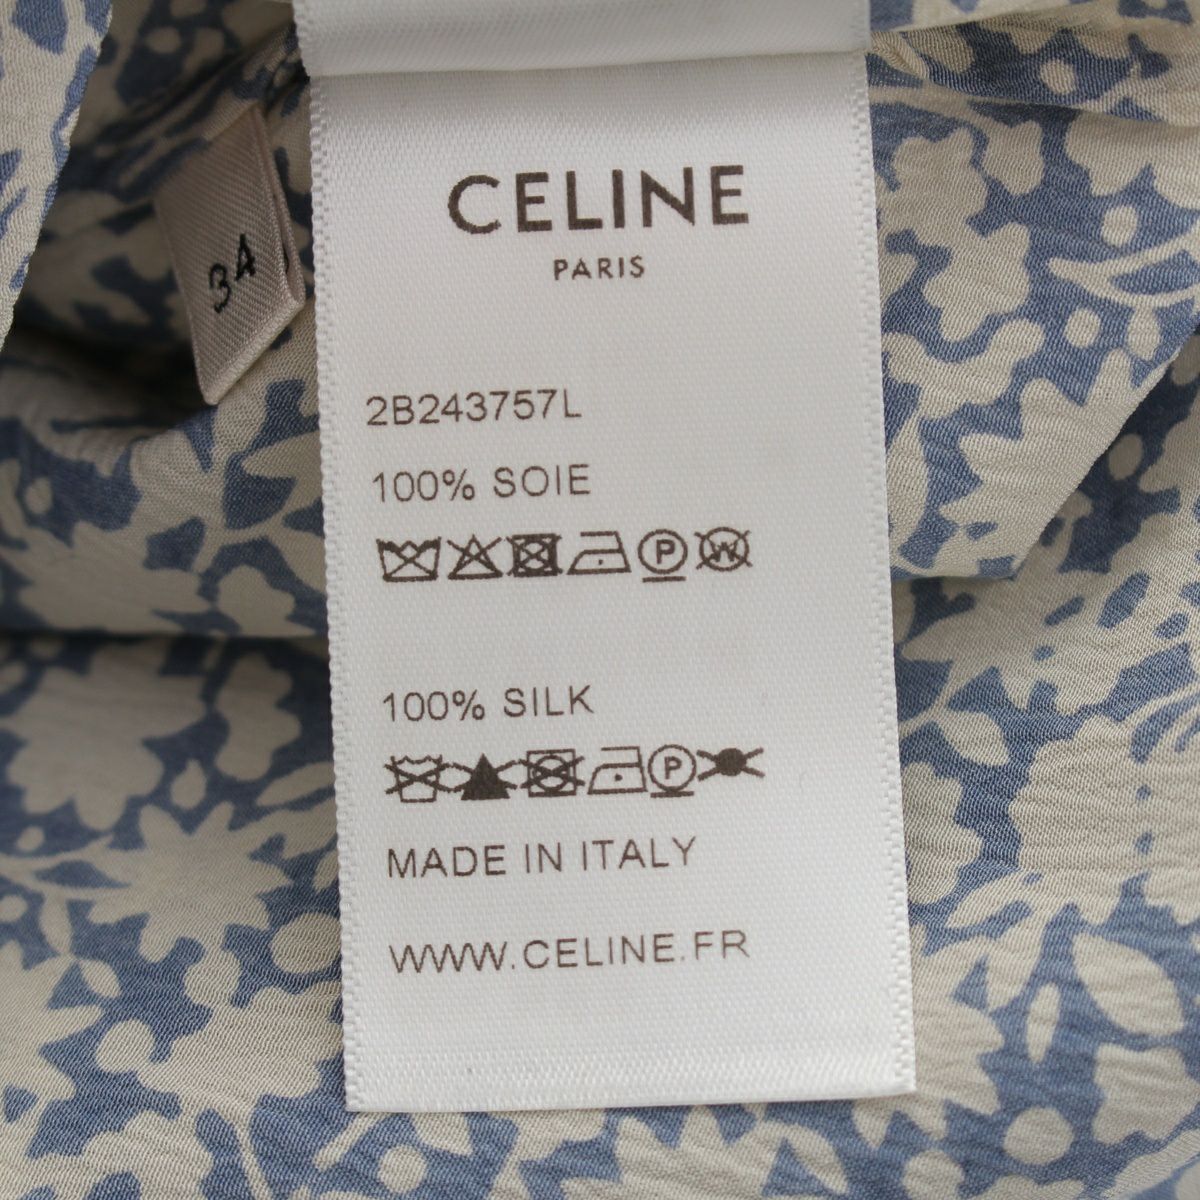 CELINE
PARIS
34
2B243757L
100% SOIE
P W
100% SILK
P
MADE IN ITALY
WWW.CELINE.FR